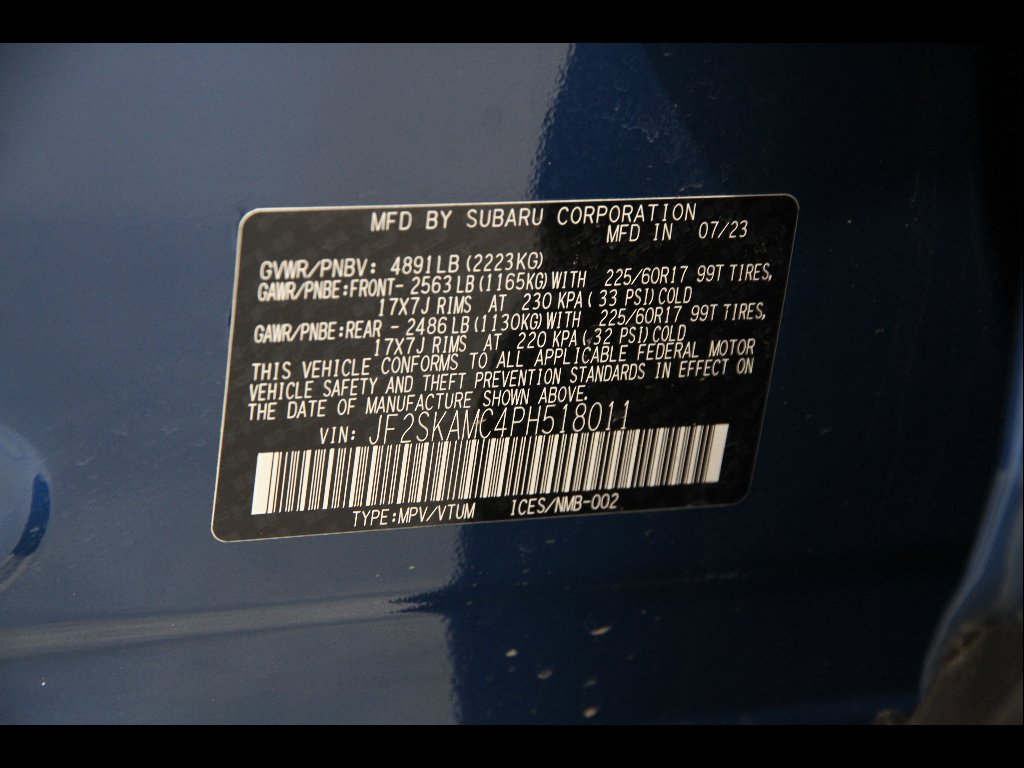 MFD BY SUBARU CORPORATION
MFD IN 07/23
GVWR/PNBV: 4891LB (2223KG)
GAWR/PNBE:FRONT- 2563LB (1165KG)WITH 225/60R17 99T TIRES,
17X7J RIMS AT 230 KPA( 33 PSI)COLD
GAWR/PNBE:REAR - 2486LB (1130KG)WITH 225/60R17 99T TIRES,
17X7J RIMS AT 220 KPA( 32 PSI)COLD
THIS VEHICLE CONFORMS TO ALL APPLICABLE FEDERAL MOTOR
VEHICLE SAFETY AND THEFT PREVENTION STANDARDS IN EFFECT ON
THE DATE OF MANUFACTURE SHOWN ABOVE.
VIN: JF2SKAMC4PH518011
TYPE:MPV/VTUM ICES/NMB-002